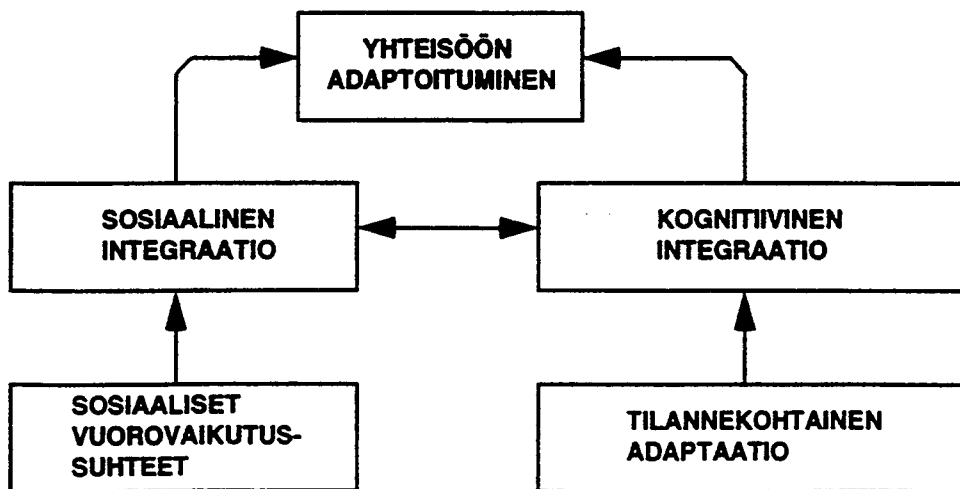 YHTEISÖÖN
ADAPTOITUMINEN
SOSIAALINEN
INTEGRAATIO
KOGNITIIVINEN
INTEGRAATIO
SOSIAALISET
VUOROVAIKUTUS-
SUHTEET
TILANNEKOHTAINEN
ADAPTAATIO